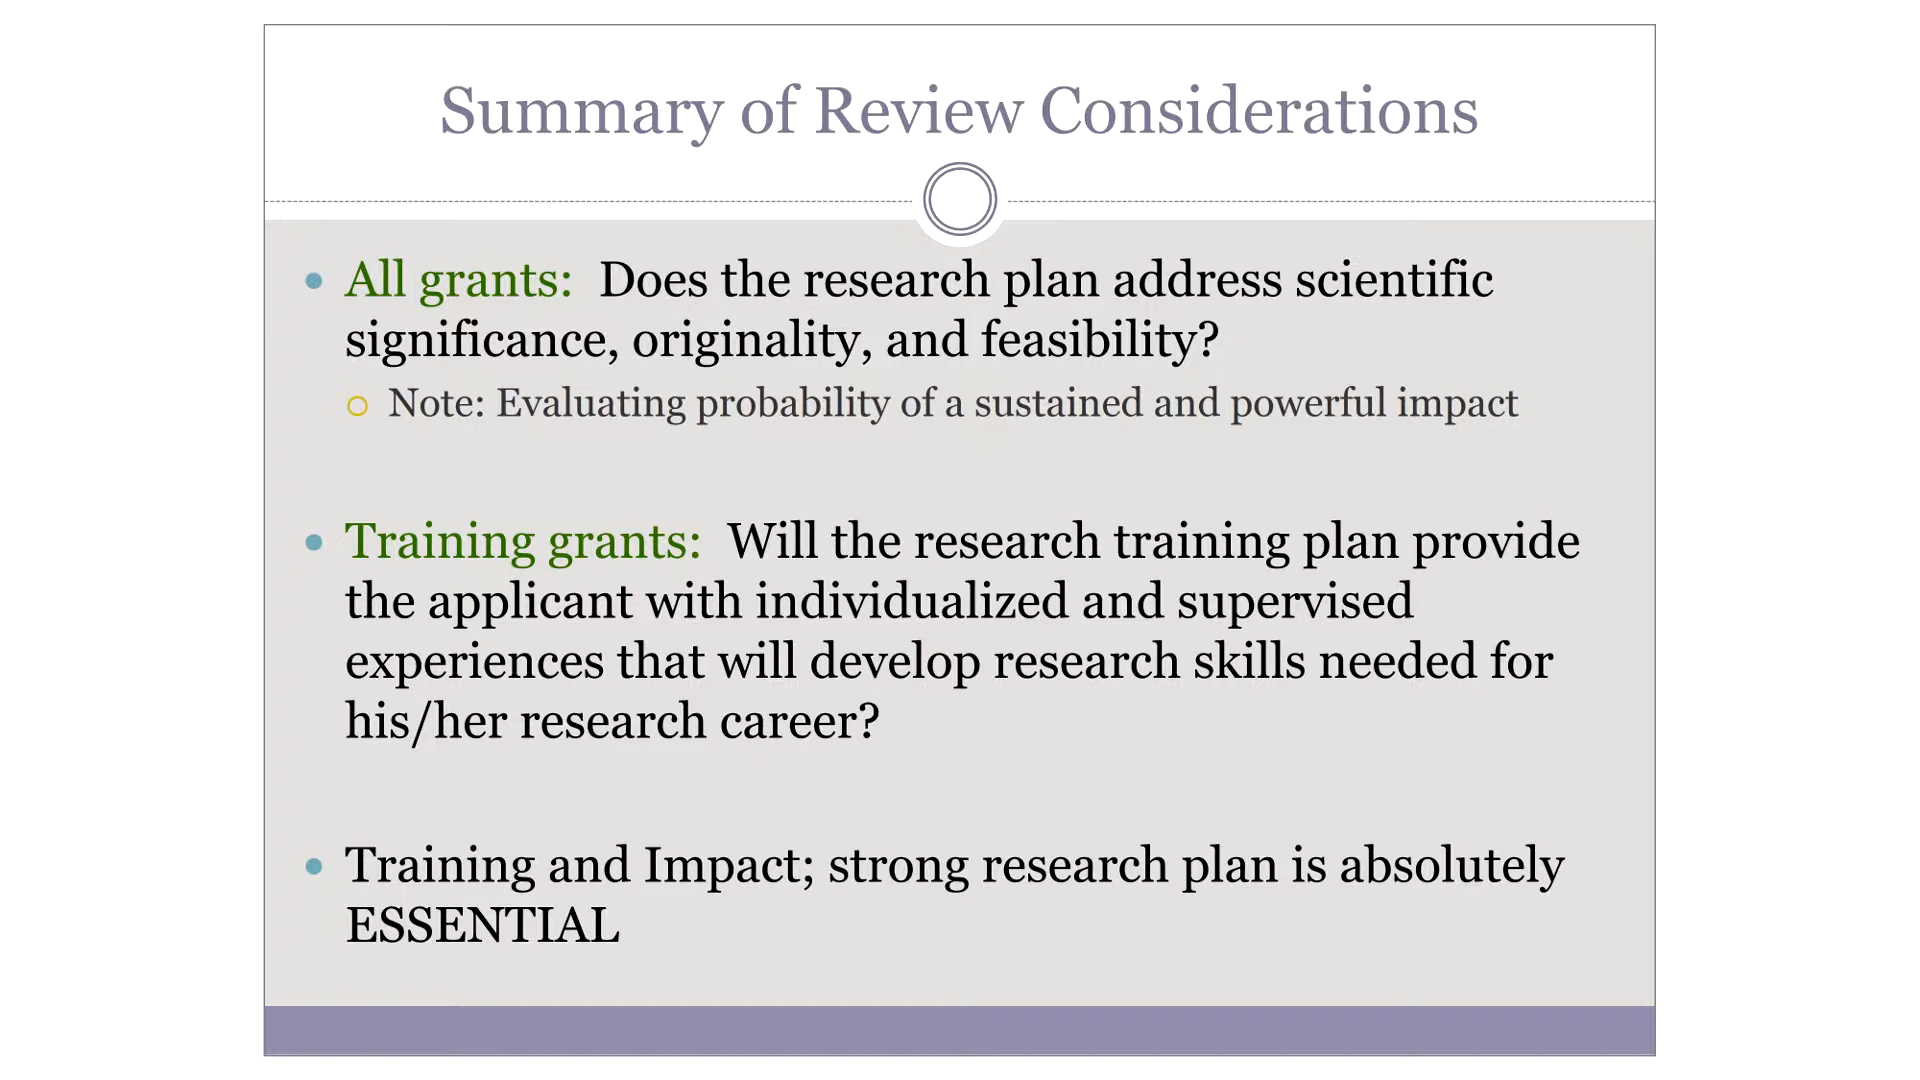 Summary of Review Considerations
All grants:  Does the research plan address scientific
significance, originality, and feasibility?
Note: Evaluating probability of a sustained and powerful impact
Training grants:  Will the research training plan provide
the applicant with individualized and supervised
experiences that will develop research skills needed for
his/her research career?
Training and Impact; strong research plan is absolutely
ESSENTIAL